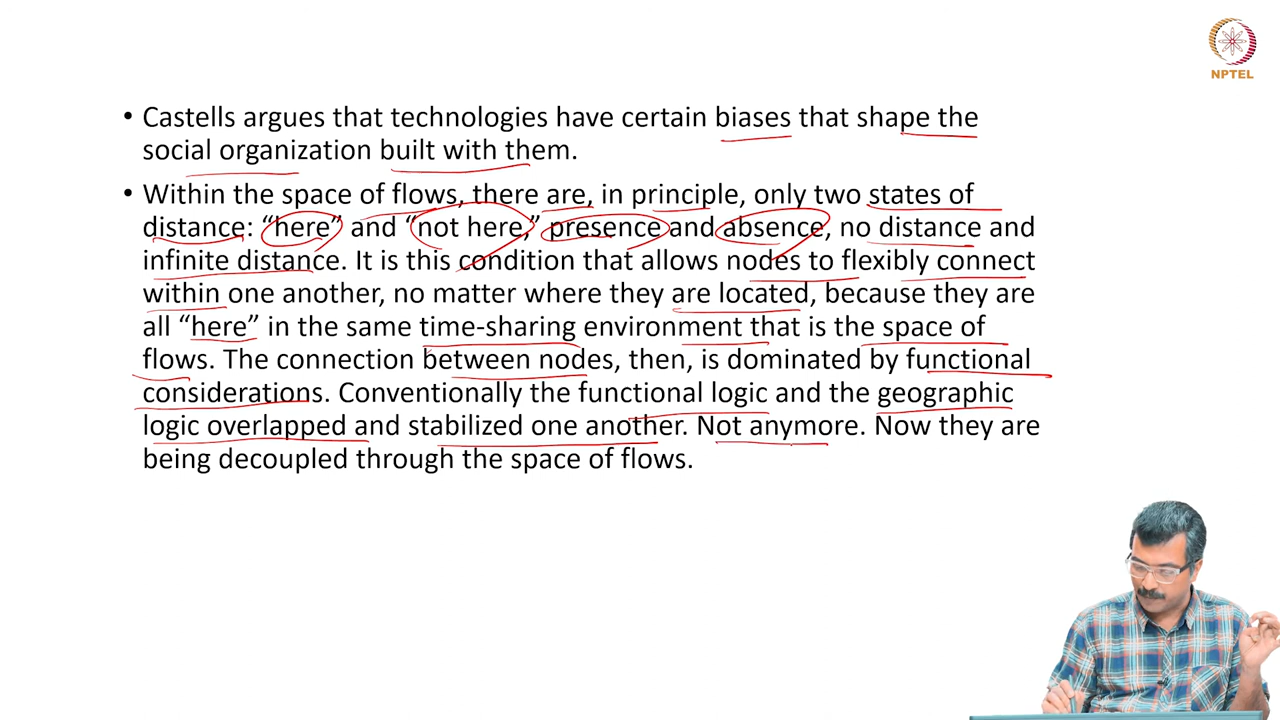 NPTEL
• Castells argues that technologies have certain biases that shape the
social organization built with them.
• Within the space of flows, there are, in principle, only two states of
distance: “here” and “not here,” presence and absence, no distance and
infinite distance. It is this condition that allows nodes to flexibly connect
within one another, no matter where they are located, because they are
all “here” in the same time-sharing environment that is the space of
flows. The connection between nodes, then, is dominated by functional
considerations. Conventionally the functional logic and the geographic
logic overlapped and stabilized one another. Not anymore. Now they are
being decoupled through the space of flows.